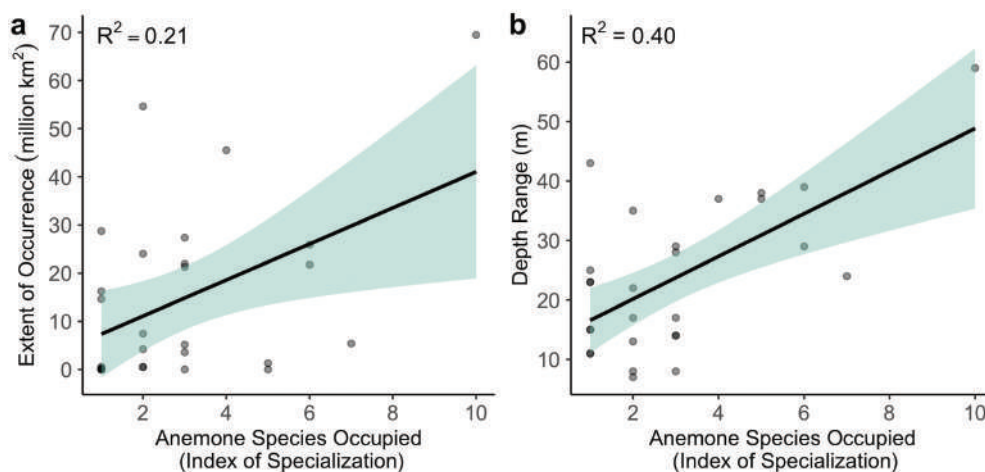 a
R² = 0.21
Extent of Occurrence (million km²)
70
60
50
40
30
20
10
0
2
4
6
8
10
Anemone Species Occupied
(Index of Specialization)
b
R² = 0.40
Depth Range (m)
60
50
40
30
20
10
2
4
6
8
10
Anemone Species Occupied
(Index of Specialization)